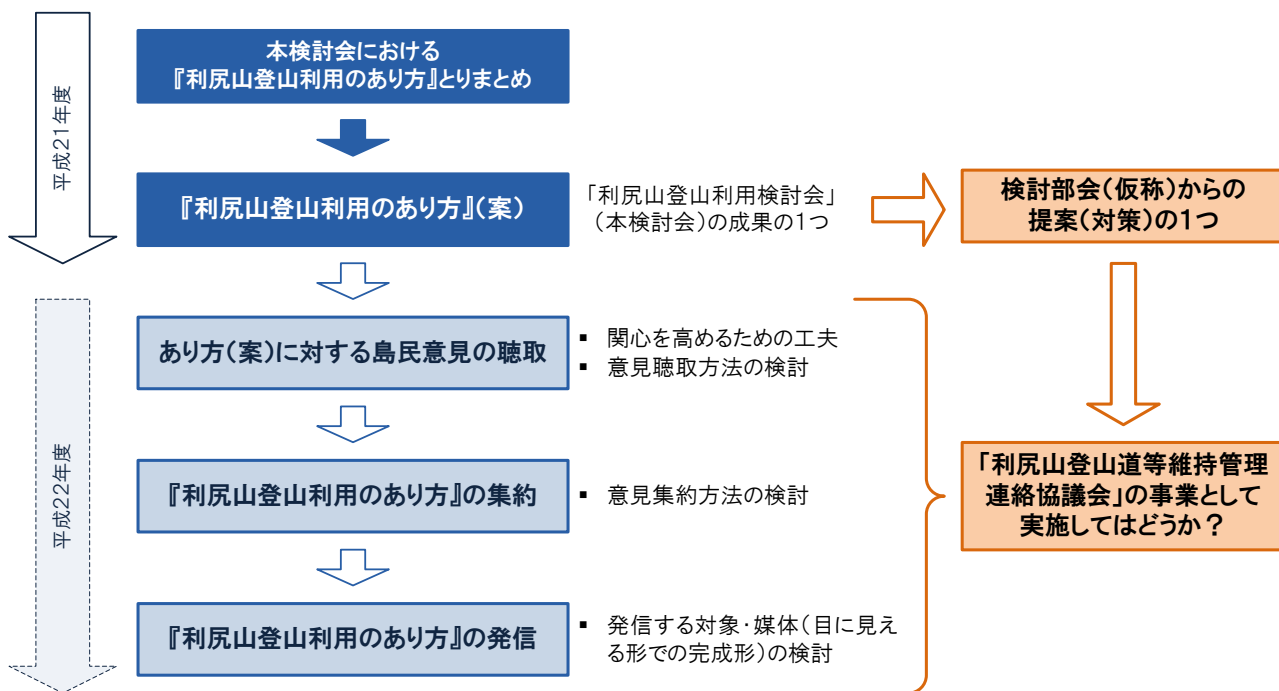 平成21年度
本検討会における
『利尻山登山利用のあり方』とりまとめ
『利尻山登山利用のあり方』(案)
「利尻山登山利用検討会」
(本検討会)の成果の1つ
検討部会(仮称)からの
提案(対策)の1つ
平成22年度
あり方(案)に対する島民意見の聴取
▪ 関心を高めるための工夫
▪ 意見聴取方法の検討
『利尻山登山利用のあり方』の集約
▪ 意見集約方法の検討
「利尻山登山道等維持管理
連絡協議会」の事業として
実施してはどうか?
『利尻山登山利用のあり方』の発信
▪ 発信する対象・媒体(目に見え
る形での完成形)の検討